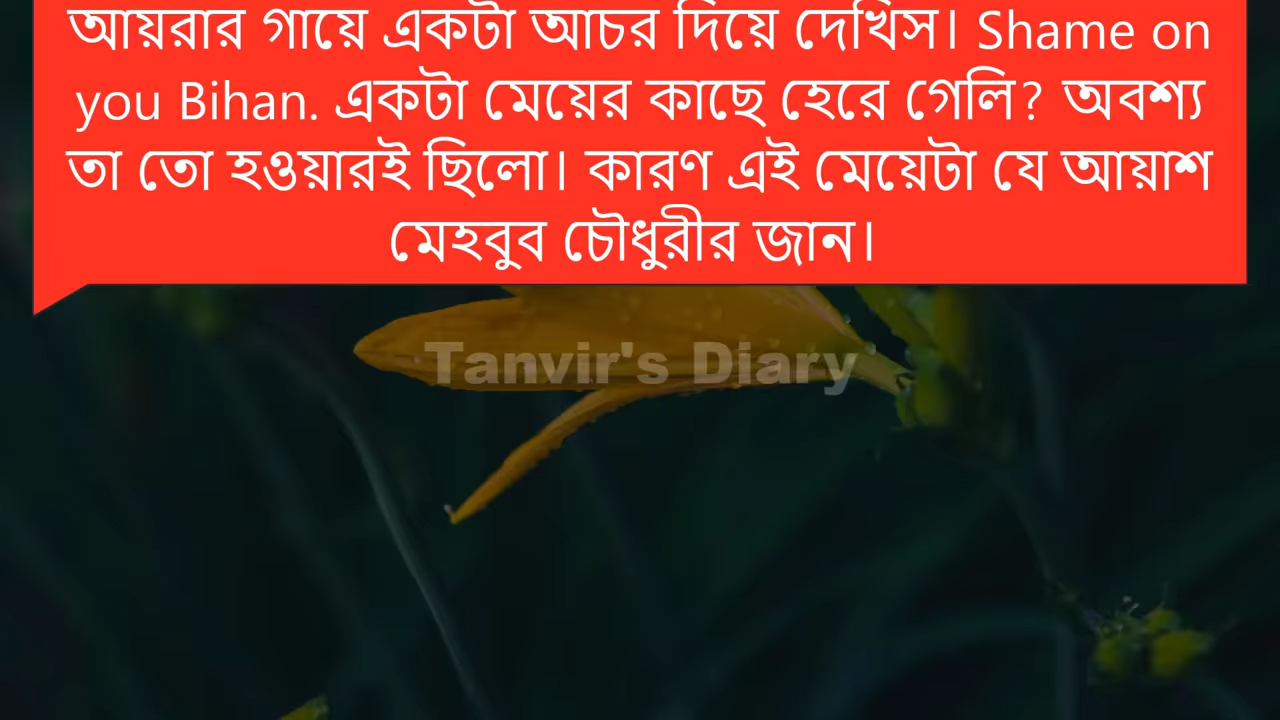 আয়রার গায়ে একটা আচর দিয়ে দেখিস। Shame on
you Bihan. একটা মেয়ের কাছে হেরে গেলি? অবশ্য
তা তো হওয়ারই ছিলো। কারণ এই মেয়েটা যে আয়াশ
মেহবুব চৌধুরীর জান।
Tanvir's Diary